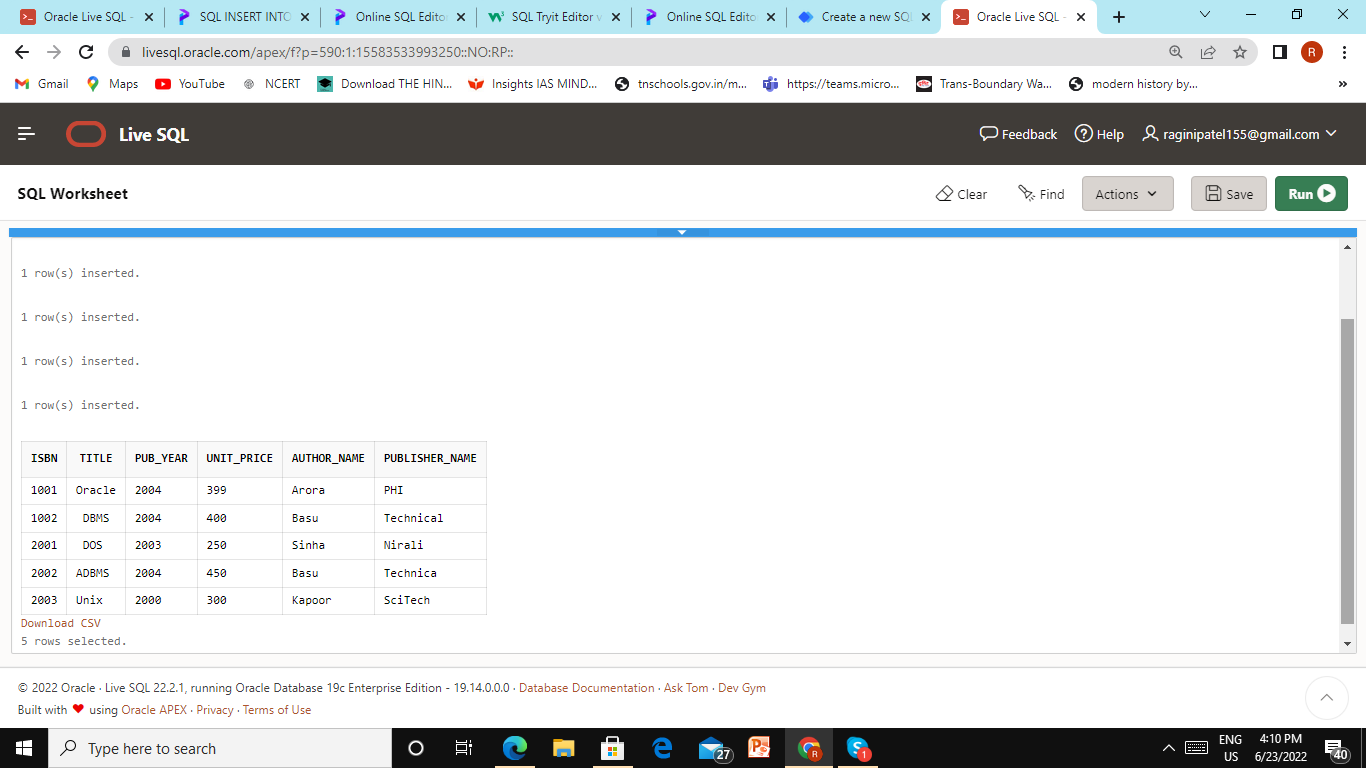 Oracle Live SQL - SQL INSERT INTO Online SQL Editor SQL Tryit Editor v Online SQL Editor Create a new SQL Oracle Live SQL -
livesql.oracle.com/apex/f?p=590:1:15583533993250::NO:RP:: R
Gmail Maps YouTube NCERT Download THE HIN... Insights IAS MIND... tnschools.gov.in/m... https://teams.micro... Trans-Boundary Wa... modern history by... »
Live SQL Feedback Help raginipatel155@gmail.com
SQL Worksheet Clear Find Actions Save Run
1 row(s) inserted.
1 row(s) inserted.
1 row(s) inserted.
1 row(s) inserted.
ISBN TITLE PUB_YEAR UNIT_PRICE AUTHOR_NAME PUBLISHER_NAME
1001 Oracle 2004 399 Arora PHI
1002 DBMS 2004 400 Basu Technical
2001 DOS 2003 250 Sinha Nirali
2002 ADBMS 2004 450 Basu Technica
2003 Unix 2000 300 Kapoor SciTech
Download CSV
5 rows selected.
© 2022 Oracle · Live SQL 22.2.1, running Oracle Database 19c Enterprise Edition - 19.14.0.0.0 · Database Documentation · Ask Tom · Dev Gym
Built with ❤ using Oracle APEX · Privacy · Terms of Use
Type here to search 27 R 1 ENG 4:10 PM
US 6/23/2022 40